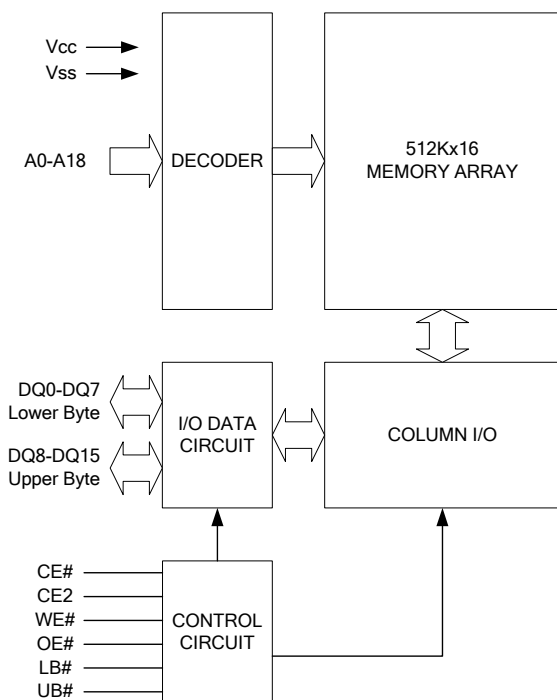 Vcc
Vss
A0-A18
DECODER
512Kx16
MEMORY ARRAY
DQ0-DQ7
Lower Byte
DQ8-DQ15
Upper Byte
I/O DATA
CIRCUIT
COLUMN I/O
CE#
CE2
WE#
OE#
LB#
UB#
CONTROL
CIRCUIT